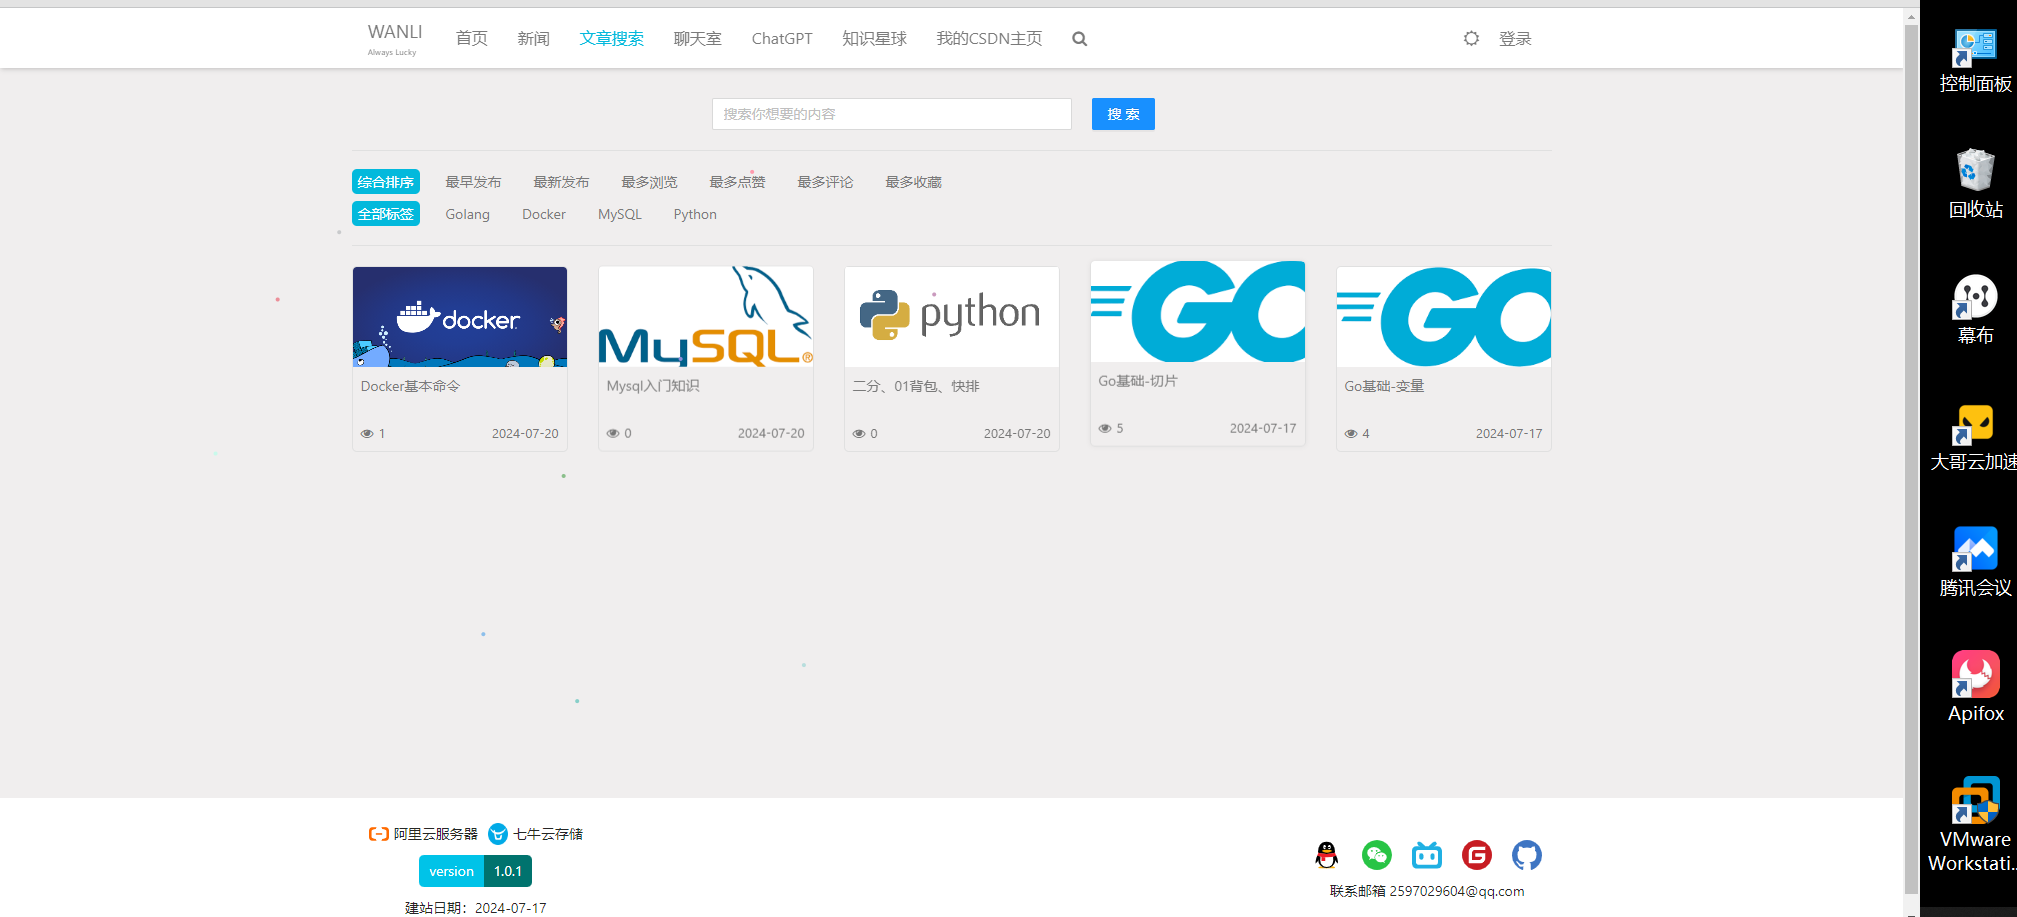 WANLI
Always Lucky
首页 新闻 文章搜索 聊天室 ChatGPT 知识星球 我的CSDN主页 登录
搜索你想要的内容 搜 索
综合排序 最早发布 最新发布 最多浏览 最多点赞 最多评论 最多收藏
全部标签 Golang Docker MySQL Python
docker
Docker基本命令
1 2024-07-20
MySQL®
Mysql入门知识
0 2024-07-20
python
二分、01背包、快排
0 2024-07-20
GO
Go基础-切片
5 2024-07-17
GO
Go基础-变量
4 2024-07-17
阿里云服务器 七牛云存储
version 1.0.1
建站日期：2024-07-17
联系邮箱 2597029604@qq.com
控制面板
回收站
幕布
大哥云加速
腾讯会议
Apifox
VMware
Workstati...